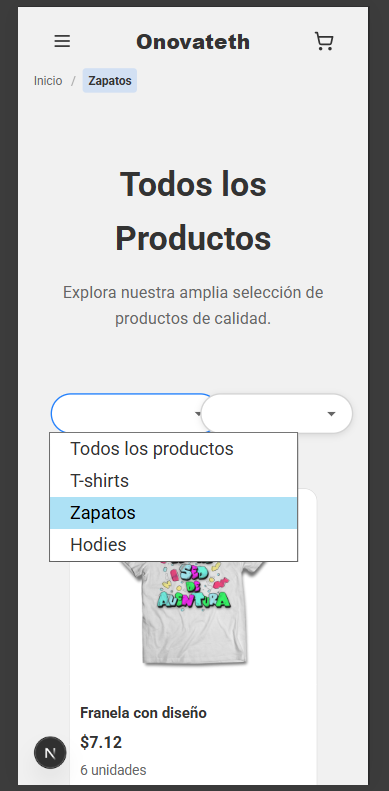 Onovateth
Inicio / Zapatos
Todos los
Productos
Explora nuestra amplia selección de
productos de calidad.
Todos los productos
T-shirts
Zapatos
Hodies
SED
DE
AVENTURA
Franela con diseño
$7.12
6 unidades
N